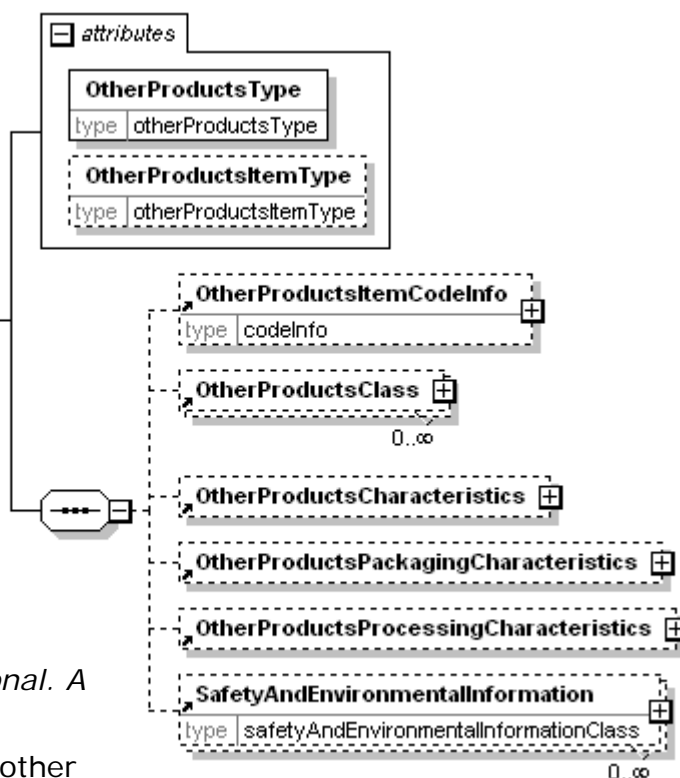 attributes
OtherProductsType
type otherProductsType
OtherProductsItemType
type otherProductsItemType
OtherProductsItemCodeInfo
type codeInfo
OtherProductsClass
0..∞
OtherProductsCharacteristics
OtherProductsPackagingCharacteristics
OtherProductsProcessingCharacteristics
nal. A
SafetyAndEnvironmentalInformation
type safetyAndEnvironmentalInformationClass
other
0..∞